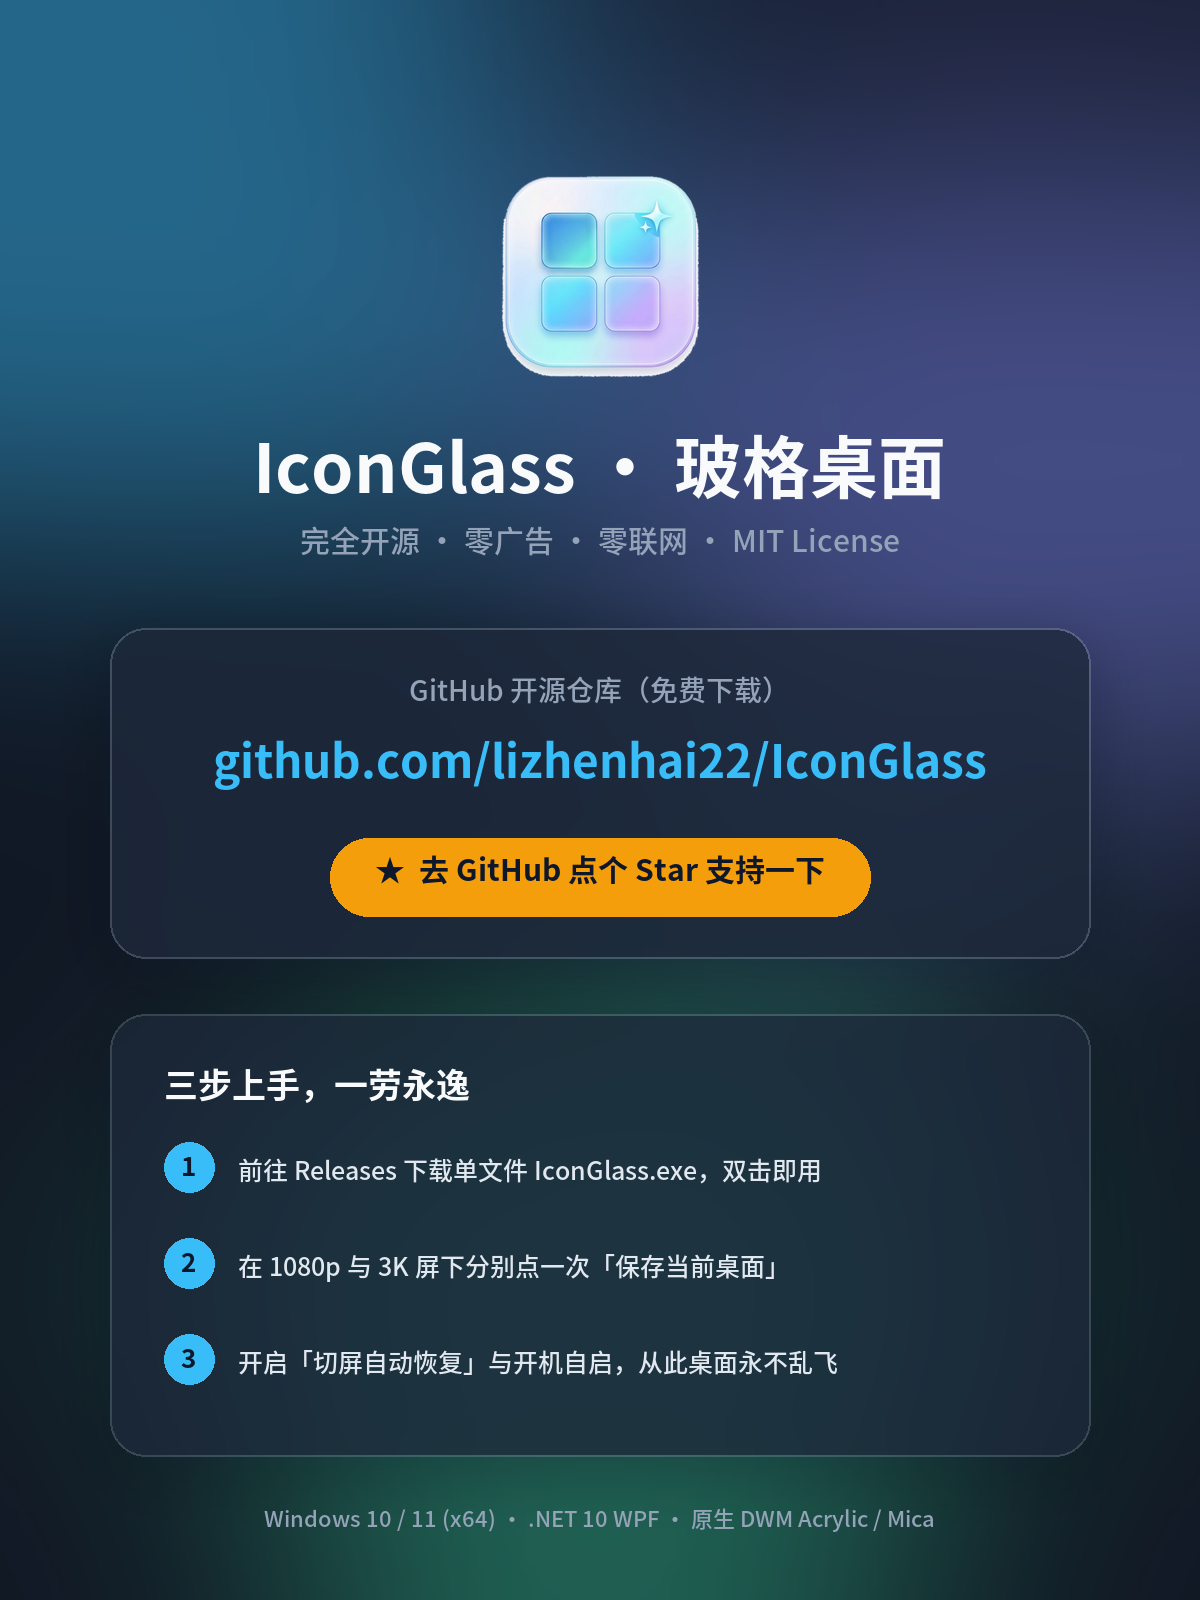 IconGlass · 玻格桌面
完全开源 · 零广告 · 零联网 · MIT License
GitHub 开源仓库（免费下载）
github.com/lizhenhai22/IconGlass
★ 去 GitHub 点个 Star 支持一下
三步上手，一劳永逸
1 前往 Releases 下载单文件 IconGlass.exe，双击即用
2 在 1080p 与 3K 屏下分别点一次「保存当前桌面」
3 开启「切屏自动恢复」与开机自启，从此桌面永不乱飞
Windows 10 / 11 (x64) · .NET 10 WPF · 原生 DWM Acrylic / Mica